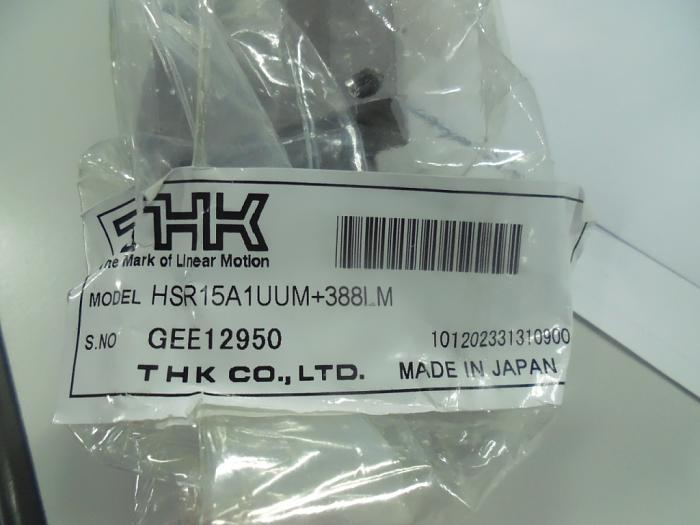 THK
The Mark of Linear Motion
MODEL HSR15A1UUM+388LM
S.NO GEE12950 101202331310900
THK CO., LTD. MADE IN JAPAN